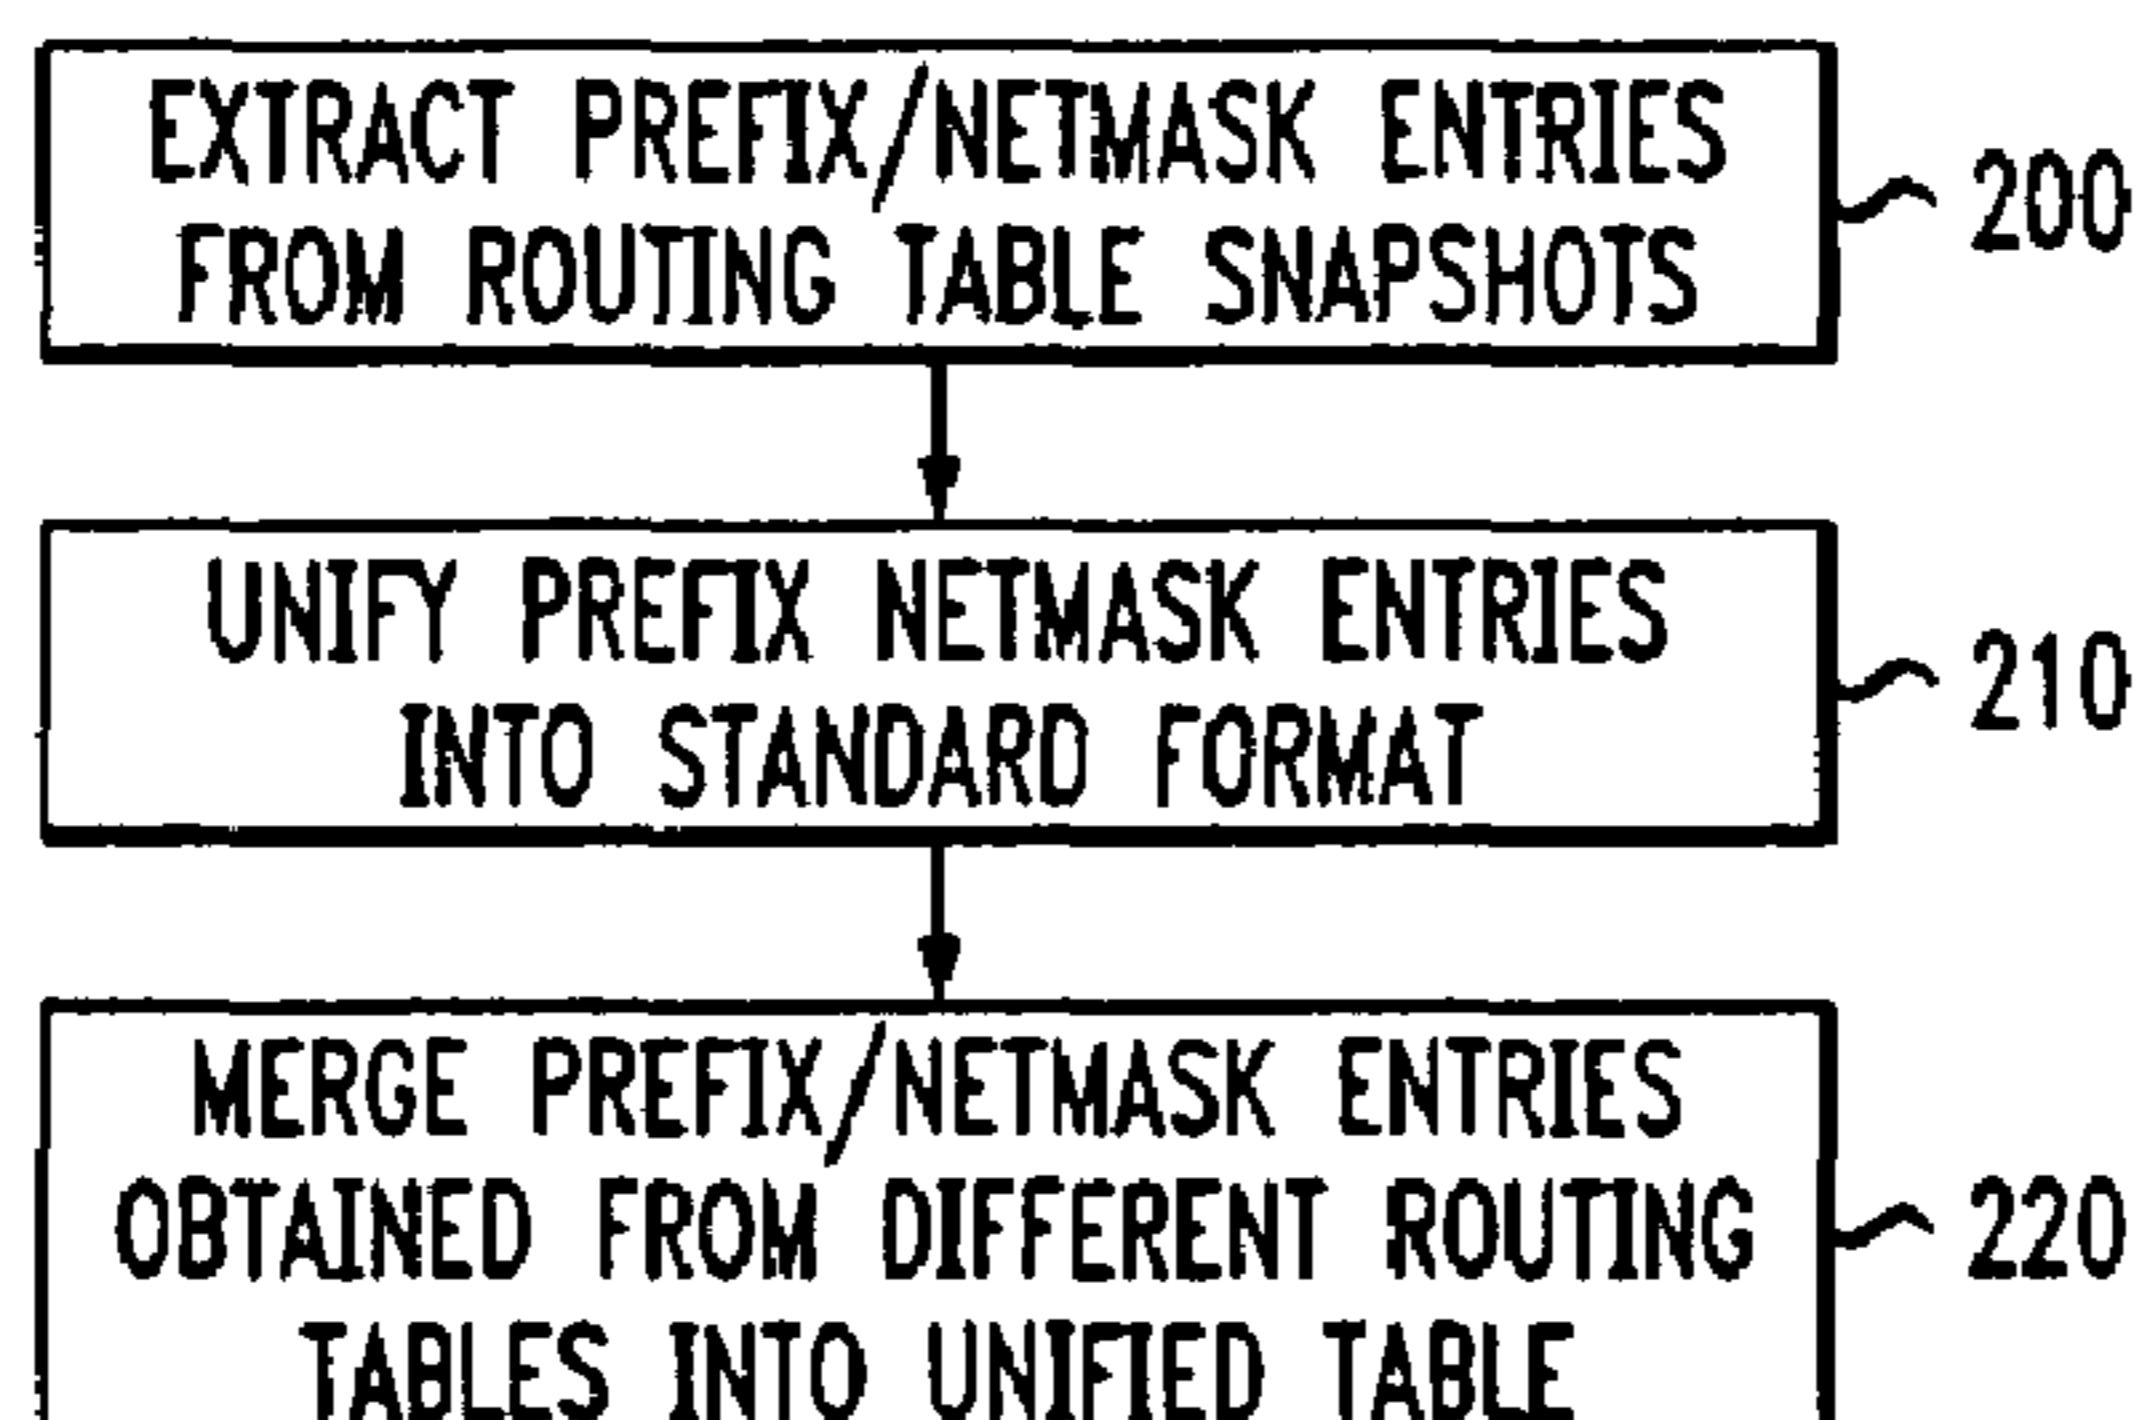 EXTRACT PREFIX/NETMASK ENTRIES
FROM ROUTING TABLE SNAPSHOTS
200
UNIFY PREFIX NETMASK ENTRIES
INTO STANDARD FORMAT
210
MERGE PREFIX/NETMASK ENTRIES
OBTAINED FROM DIFFERENT ROUTING
TABLES INTO UNIFIED TABLE
220